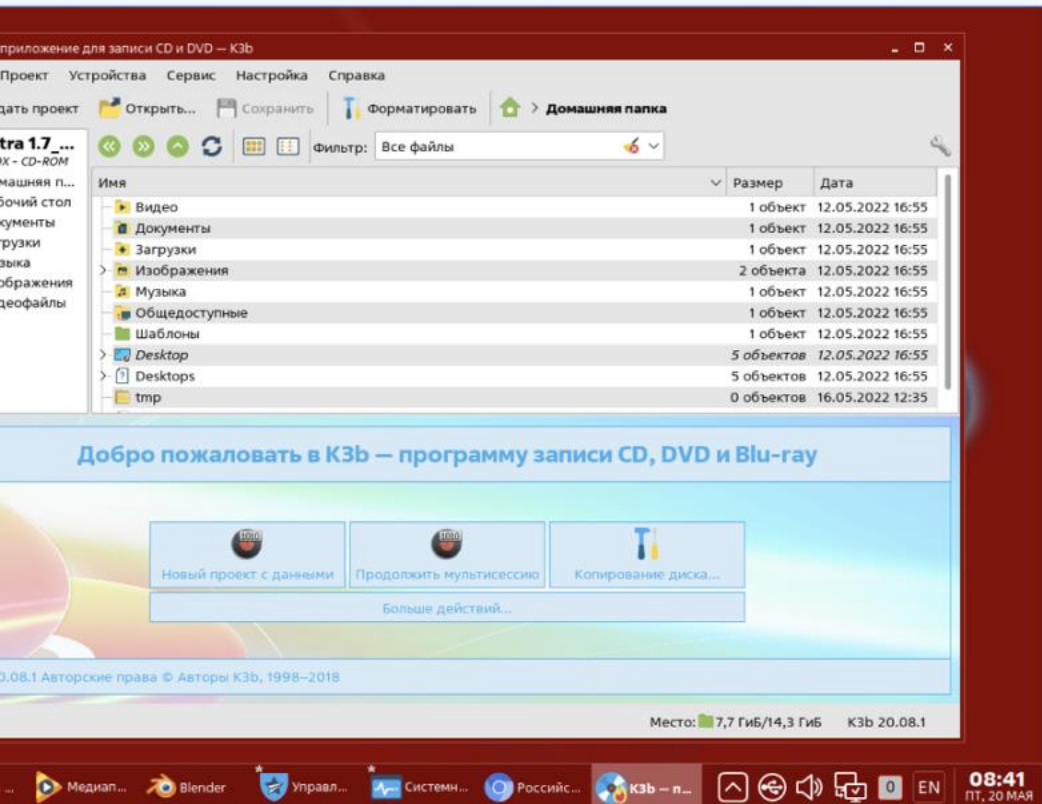 приложение для записи CD и DVD — K3b
Проект Устройства Сервис Настройка Справка
дать проект Открыть... Сохранить Форматировать > Домашняя папка
tra 1.7_...
OX - CD-ROM
машняя п...
бочий стол
кументы
грузки
зыка
ображения
деофайлы
Фильтр: Все файлы
Имя Размер Дата
Видео 1 объект 12.05.2022 16:55
Документы 1 объект 12.05.2022 16:55
Загрузки 1 объект 12.05.2022 16:55
Изображения 2 объекта 12.05.2022 16:55
Музыка 1 объект 12.05.2022 16:55
Общедоступные 1 объект 12.05.2022 16:55
Шаблоны 1 объект 12.05.2022 16:55
Desktop 5 объектов 12.05.2022 16:55
Desktops 5 объектов 12.05.2022 16:55
tmp 0 объектов 16.05.2022 12:35
Добро пожаловать в K3b — программу записи CD, DVD и Blu-ray
Новый проект с данными Продолжить мультисессию Копирование диска...
Больше действий...
0.08.1 Авторские права © Авторы K3b, 1998–2018
Место: 7,7 ГиБ/14,3 ГиБ K3b 20.08.1
... Медиап... Blender Управл... Системн... Российс... K3b — п... 0 EN 08:41
ПТ, 20 МАЯ